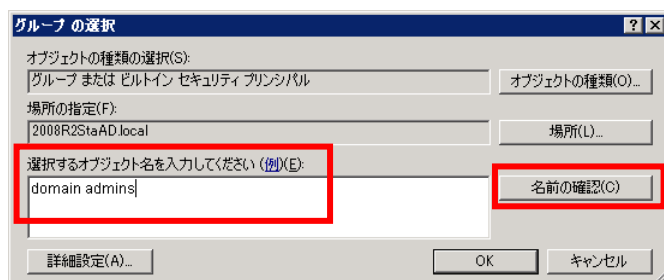 グループ の選択
オブジェクトの種類の選択(S):
グループ または ビルトイン セキュリティ プリンシパル
オブジェクトの種類(O)...
場所の指定(F):
2008R2StaAD.local
場所(L)...
選択するオブジェクト名を入力してください (例)(E):
domain admins
名前の確認(C)
詳細設定(A)...
OK
キャンセル